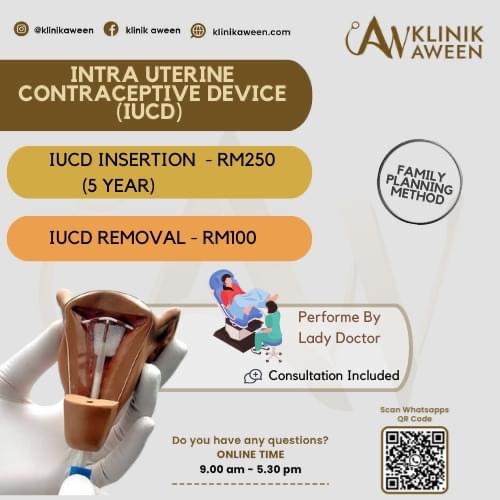 @klinikaween klinik aween klinikaween.com
AW KLINIK
AWEEN
INTRA UTERINE
CONTRACEPTIVE DEVICE
(IUCD)
IUCD INSERTION - RM250
(5 YEAR)
FAMILY
PLANNING
METHOD
IUCD REMOVAL - RM100
Performe By
Lady Doctor
Consultation Included
Scan Whatsapps
QR Code
Do you have any questions?
ONLINE TIME
9.00 am - 5.30 pm